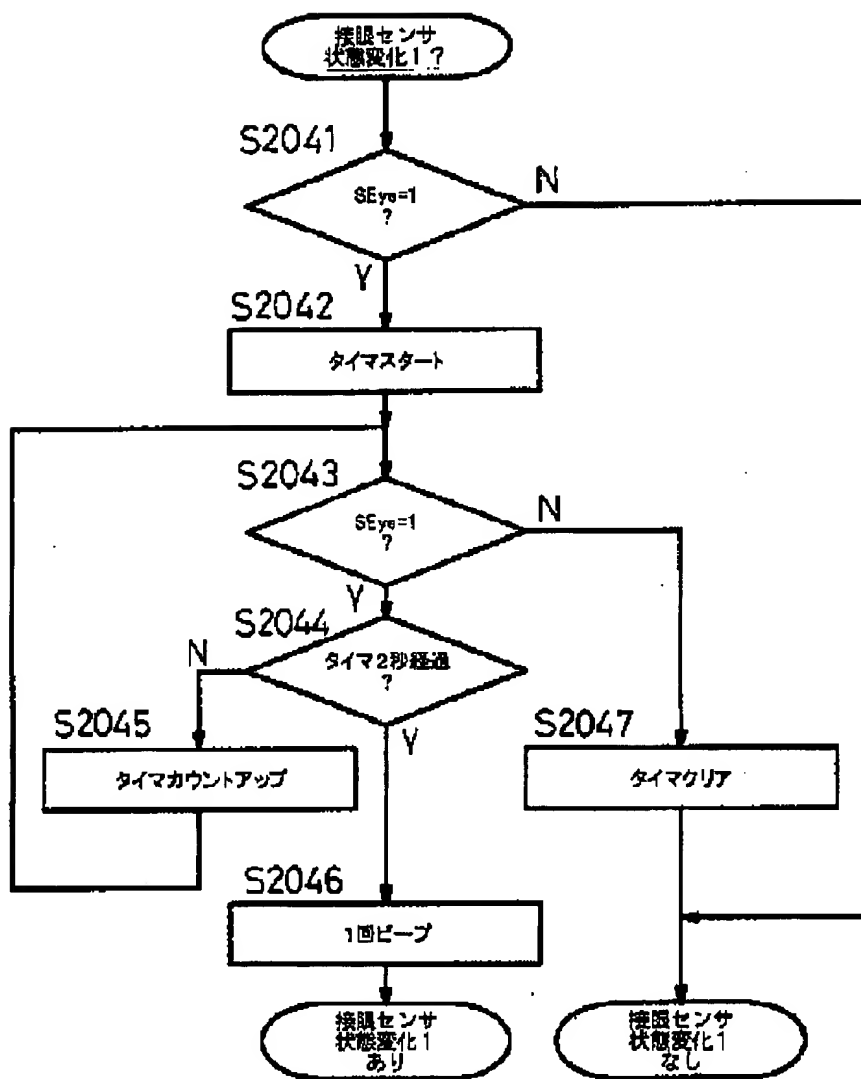 接眼センサ
状態変化1?
S2041
SEye=1
?
N
Y
S2042
タイマスタート
S2043
SEye=1
?
N
Y
S2044
タイマ2秒経過
?
N
Y
S2045
タイマカウントアップ
S2047
タイマクリア
S2046
1回ビープ
接眼センサ
状態変化1
あり
接眼センサ
状態変化1
なし